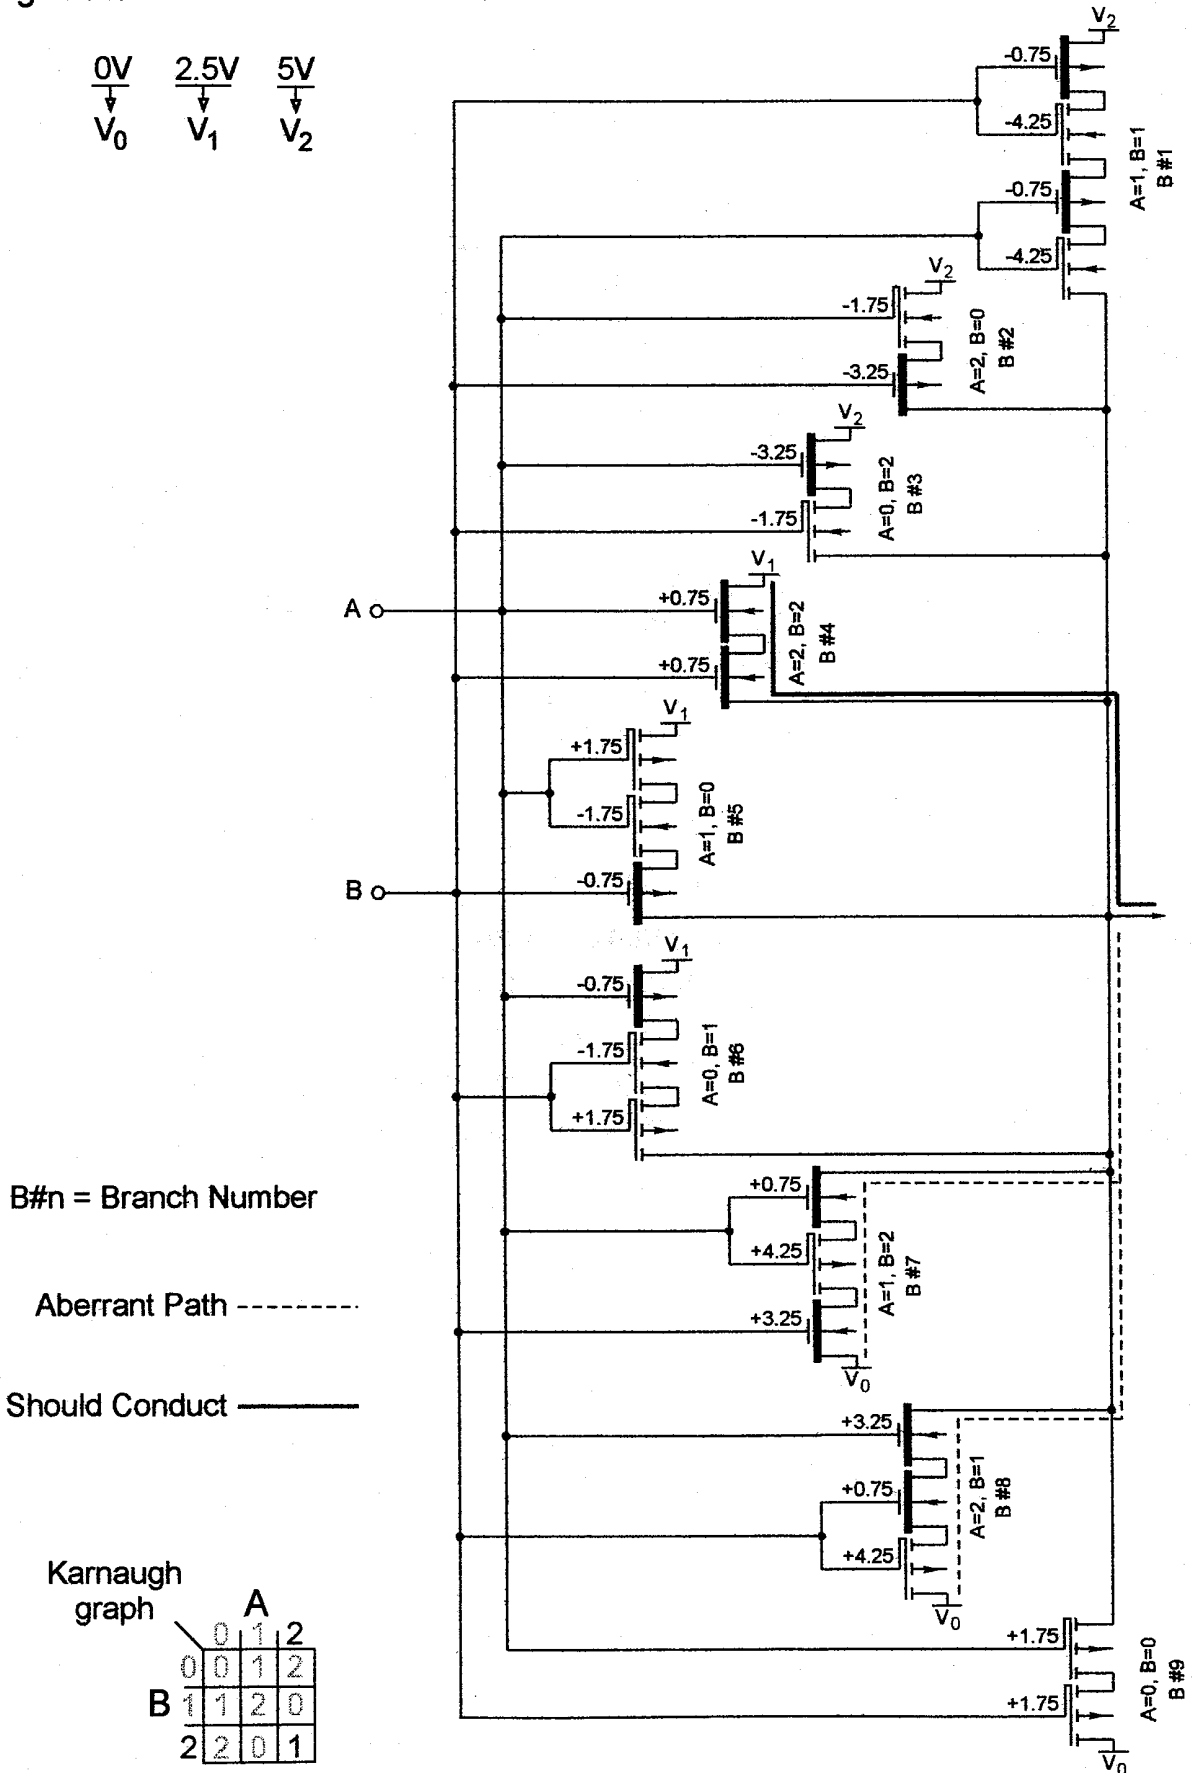 0V 2.5V 5V
V0 V1 V2
V2
-0.75
-4.25
-0.75
-4.25
A=1, B=1
B #1
V2
-1.75
-3.25
A=2, B=0
B #2
V2
-3.25
-1.75
A=0, B=2
B #3
V1
A
+0.75
+0.75
A=2, B=2
B #4
V1
+1.75
-1.75
-0.75
A=1, B=0
B #5
B
V1
-0.75
-1.75
+1.75
A=0, B=1
B #6
B#n = Branch Number
+0.75
+4.25
+3.25
A=1, B=2
B #7
V0
Aberrant Path
Should Conduct
+3.25
+0.75
+4.25
A=2, B=1
B #8
V0
+1.75
+1.75
A=0, B=0
B #9
V0
Karnaugh
graph
A
0 1 2
0 0 1 2
B 1 1 2 0
2 2 0 1